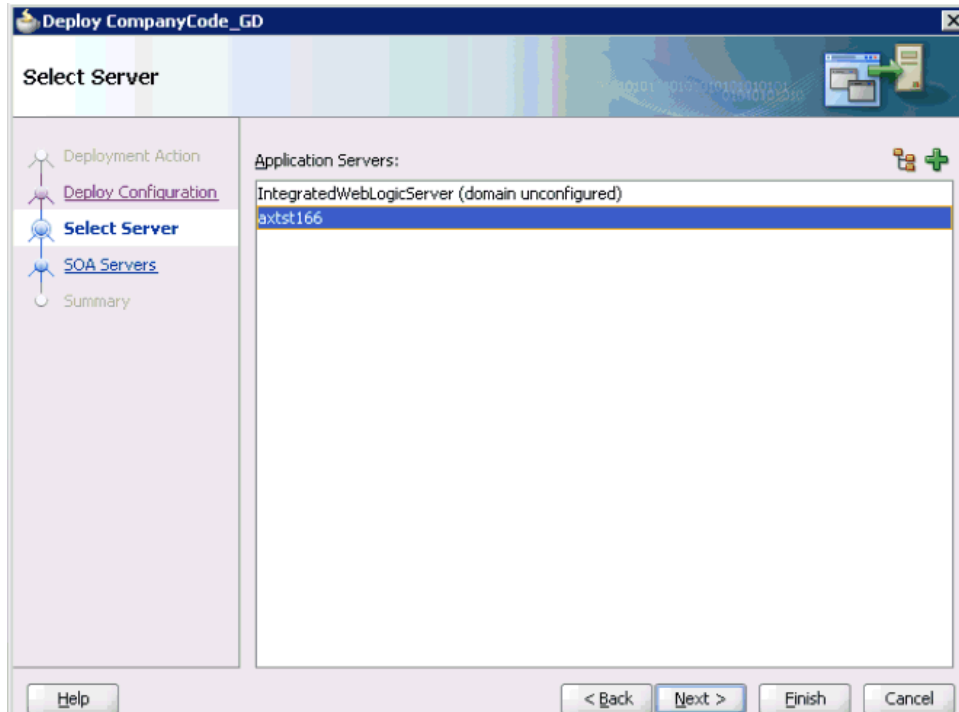 Deploy CompanyCode_GD
Select Server
Deployment Action
Deploy Configuration
Select Server
SOA Servers
Summary
Application Servers:
IntegratedWebLogicServer (domain unconfigured)
axtst166
Help
< Back
Next >
Finish
Cancel